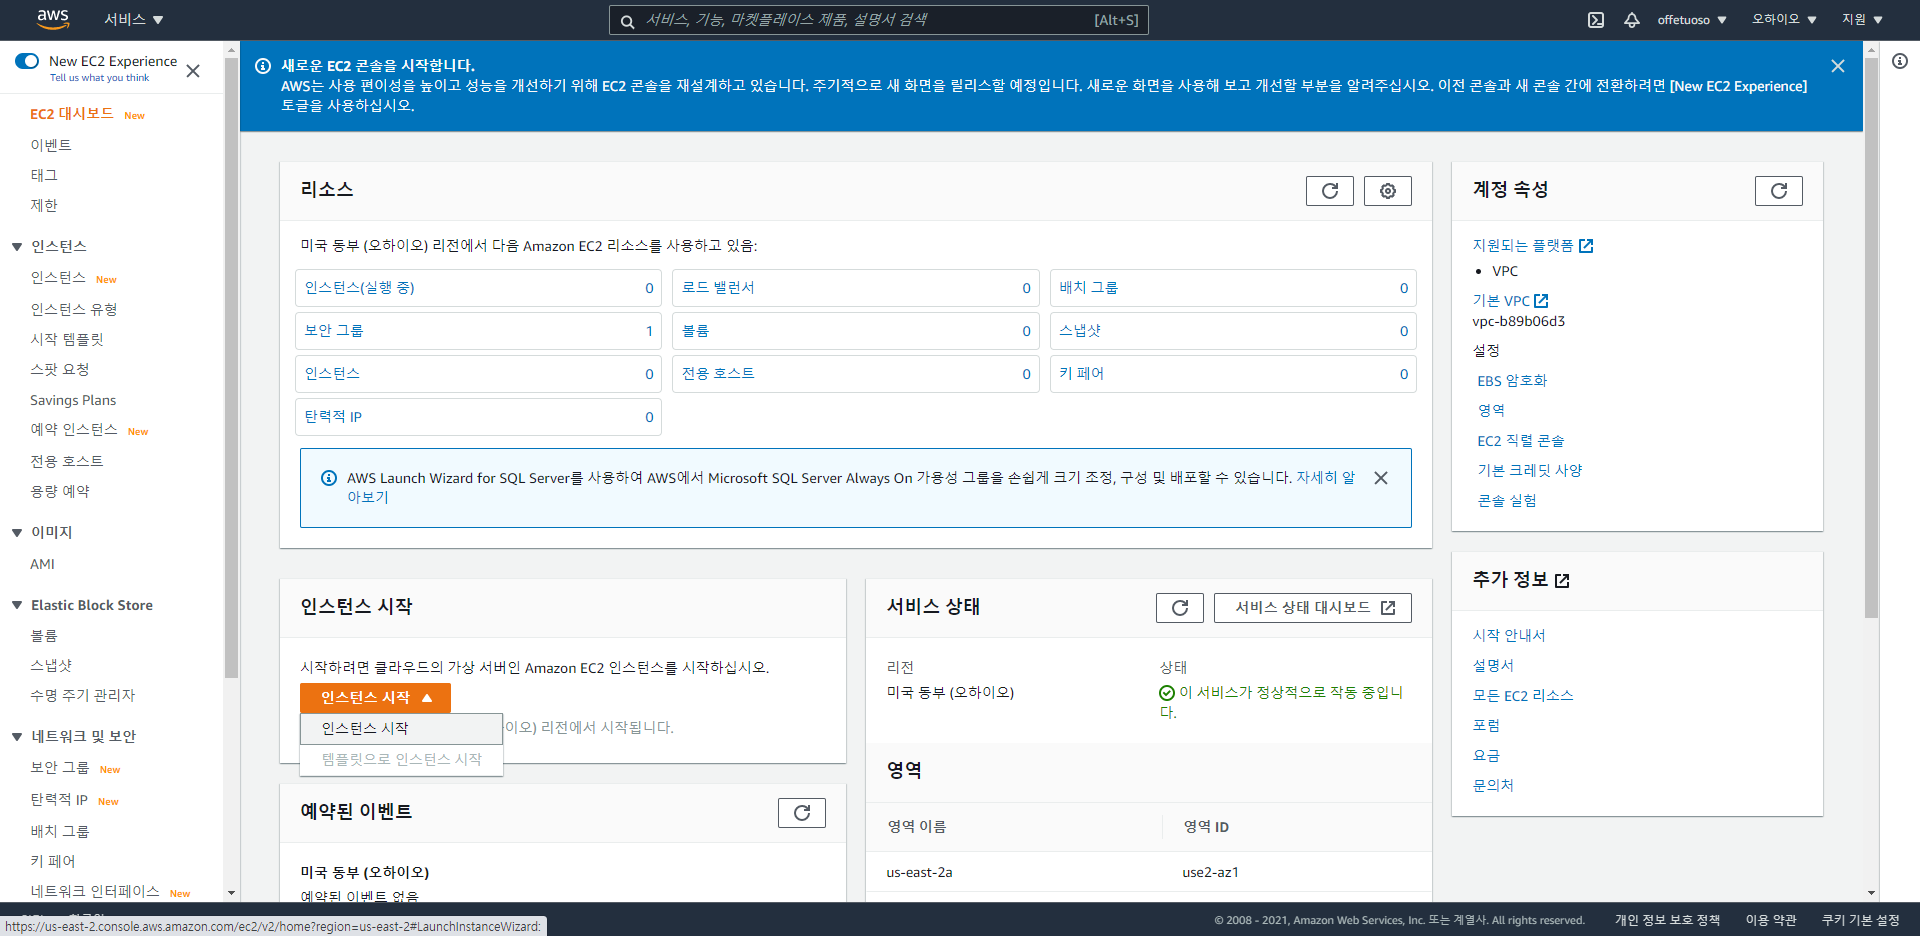 aws
서비스
서비스, 기능, 마켓플레이스 제품, 설명서 검색
[Alt+S]
offetuoso
오하이오
지원
New EC2 Experience
Tell us what you think
EC2 대시보드 New
이벤트
태그
제한
인스턴스
인스턴스 New
인스턴스 유형
시작 템플릿
스팟 요청
Savings Plans
예약 인스턴스 New
전용 호스트
용량 예약
이미지
AMI
Elastic Block Store
볼륨
스냅샷
수명 주기 관리자
네트워크 및 보안
보안 그룹 New
탄력적 IP New
배치 그룹
키 페어
네트워크 인터페이스 New
새로운 EC2 콘솔을 시작합니다.
AWS는 사용 편이성을 높이고 성능을 개선하기 위해 EC2 콘솔을 재설계하고 있습니다. 주기적으로 새 화면을 릴리스할 예정입니다. 새로운 화면을 사용해 보고 개선할 부분을 알려주십시오. 이전 콘솔과 새 콘솔 간에 전환하려면 [New EC2 Experience]
토글을 사용하십시오.
리소스
미국 동부 (오하이오) 리전에서 다음 Amazon EC2 리소스를 사용하고 있음:
인스턴스(실행 중) 0
로드 밸런서 0
배치 그룹 0
보안 그룹 1
볼륨 0
스냅샷 0
인스턴스 0
전용 호스트 0
키 페어 0
탄력적 IP 0
AWS Launch Wizard for SQL Server를 사용하여 AWS에서 Microsoft SQL Server Always On 가용성 그룹을 손쉽게 크기 조정, 구성 및 배포할 수 있습니다. 자세히 알
아보기
인스턴스 시작
시작하려면 클라우드의 가상 서버인 Amazon EC2 인스턴스를 시작하십시오.
인스턴스 시작
인스턴스 시작
이오) 리전에서 시작됩니다.
템플릿으로 인스턴스 시작
예약된 이벤트
미국 동부 (오하이오)
예약된 이벤트 없음
서비스 상태
서비스 상태 대시보드
리전
상태
미국 동부 (오하이오)
이 서비스가 정상적으로 작동 중입니
다.
영역
영역 이름
영역 ID
us-east-2a
use2-az1
계정 속성
지원되는 플랫폼
VPC
기본 VPC
vpc-b89b06d3
설정
EBS 암호화
영역
EC2 직렬 콘솔
기본 크레딧 사양
콘솔 실험
추가 정보
시작 안내서
설명서
모든 EC2 리소스
포럼
요금
문의처
https://us-east-2.console.aws.amazon.com/ec2/v2/home?region=us-east-2#LaunchInstanceWizard:
© 2008 - 2021, Amazon Web Services, Inc. 또는 계열사. All rights reserved.
개인 정보 보호 정책
이용 약관
쿠키 기본 설정